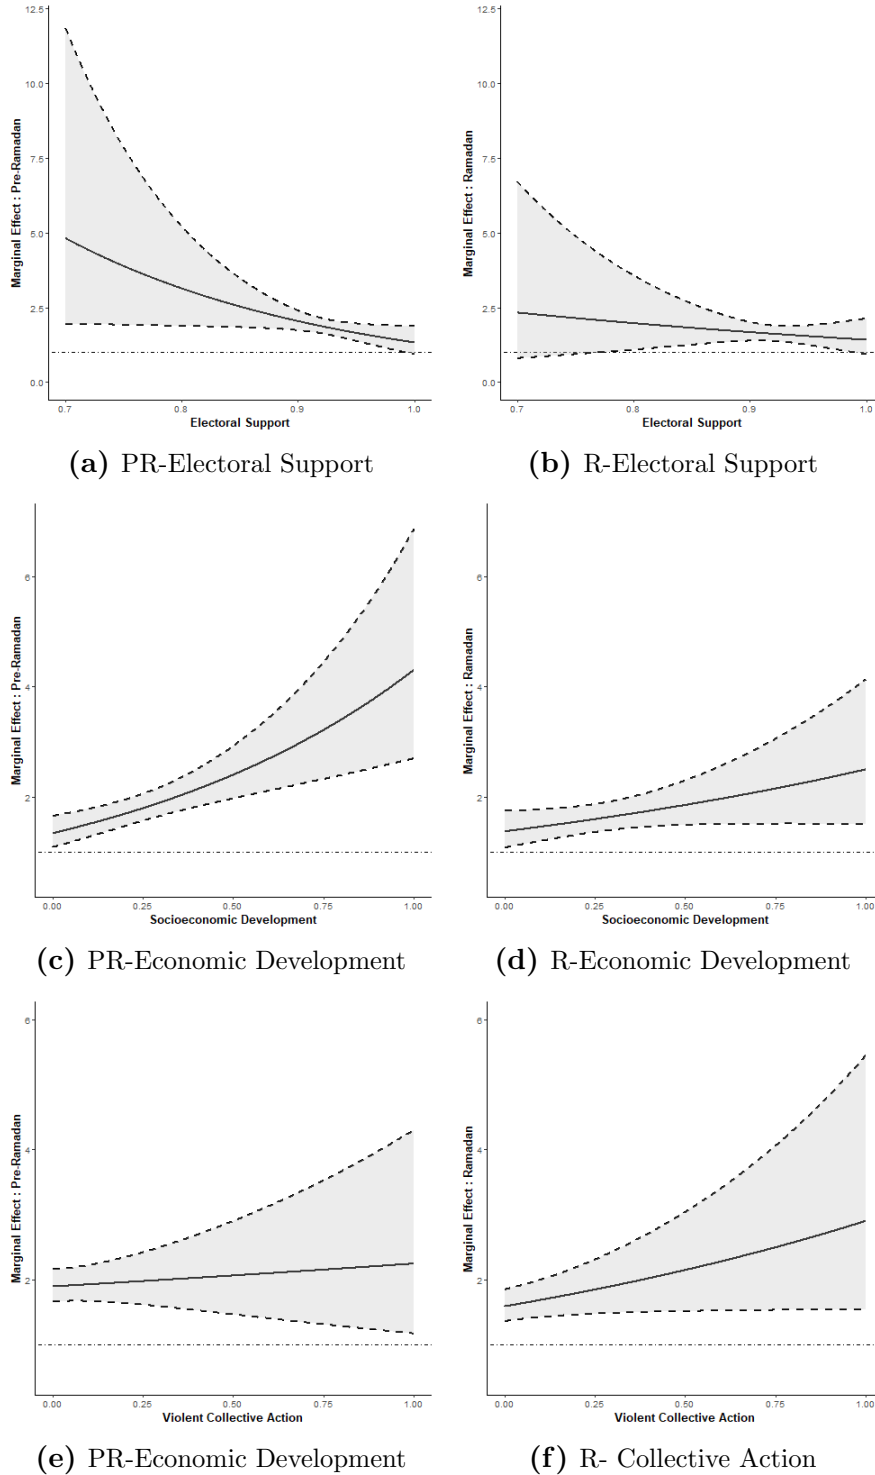 12.5
10.0
7.5
5.0
2.5
0.0
Marginal Effect : Pre-Ramadan
0.7 0.8 0.9 1.0
Electoral Support
(a) PR-Electoral Support
12.5
10.0
7.5
5.0
2.5
0.0
Marginal Effect : Ramadan
0.7 0.8 0.9 1.0
Electoral Support
(b) R-Electoral Support
6
4
2
Marginal Effect : Pre-Ramadan
0.00 0.25 0.50 0.75 1.00
Socioeconomic Development
(c) PR-Economic Development
6
4
2
Marginal Effect : Ramadan
0.00 0.25 0.50 0.75 1.00
Socioeconomic Development
(d) R-Economic Development
6
4
2
Marginal Effect : Pre-Ramadan
0.00 0.25 0.50 0.75 1.00
Violent Collective Action
(e) PR-Economic Development
6
4
2
Marginal Effect : Ramadan
0.00 0.25 0.50 0.75 1.00
Violent Collective Action
(f) R- Collective Action